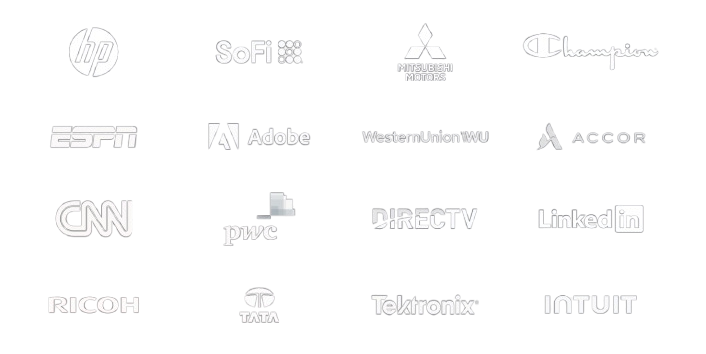 hp
SoFi
MITSUBISHI
MOTORS
Champion
ESPN
Adobe
WesternUnion WU
ACCOR
CNN
pwc
DIRECTV
Linked in
RICOH
TATA
Tektronix
INTUIT